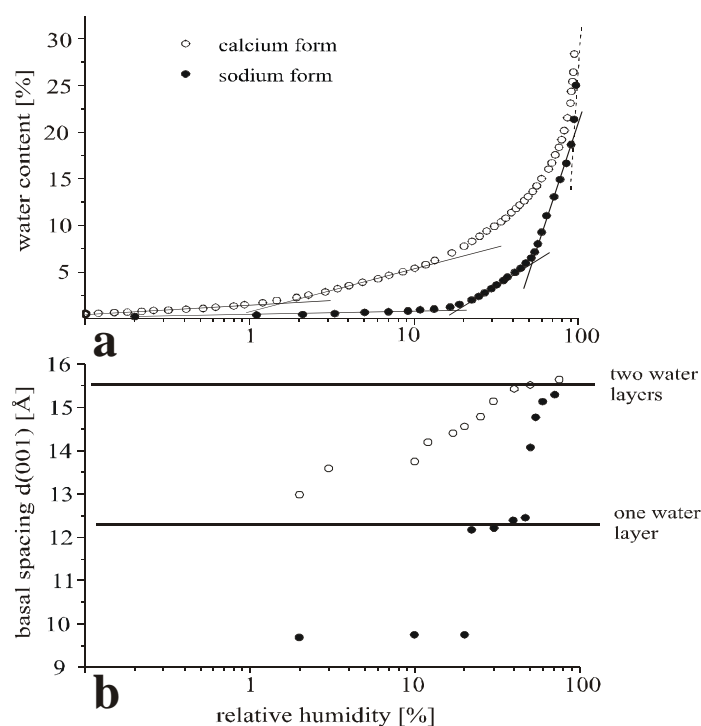 30
25
20
15
10
5
water content [%]
calcium form
sodium form
1
10
100
a
16
15
14
13
12
11
10
9
basal spacing d(001) [Å]
two water
layers
one water
layer
1
10
100
b
relative humidity [%]